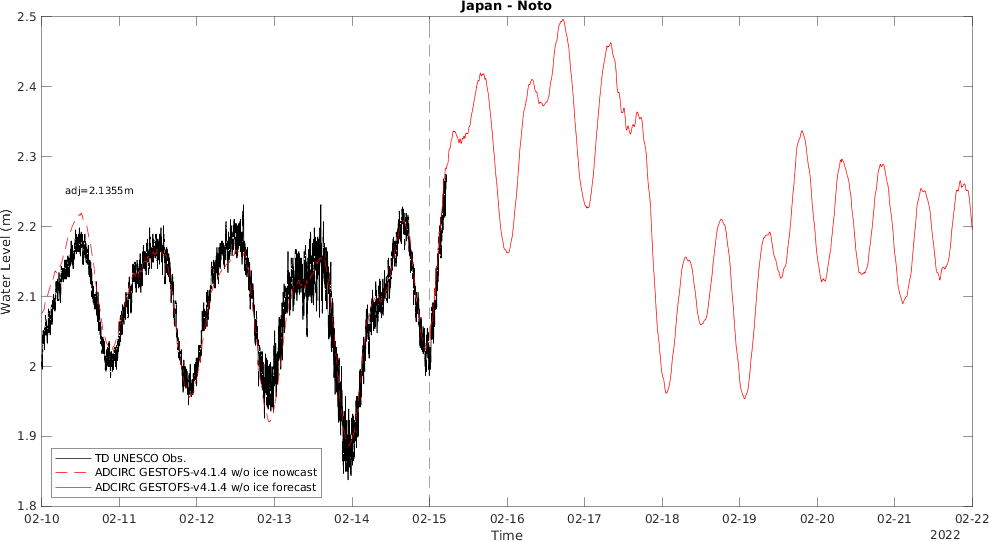 Japan - Noto
2.5
2.4
2.3
2.2
2.1
2
1.9
1.8
Water Level (m)
adj=2.1355m
TD UNESCO Obs.
ADCIRC GESTOFS-v4.1.4 w/o ice nowcast
ADCIRC GESTOFS-v4.1.4 w/o ice forecast
02-10 02-11 02-12 02-13 02-14 02-15 02-16 02-17 02-18 02-19 02-20 02-21 02-22
Time
2022